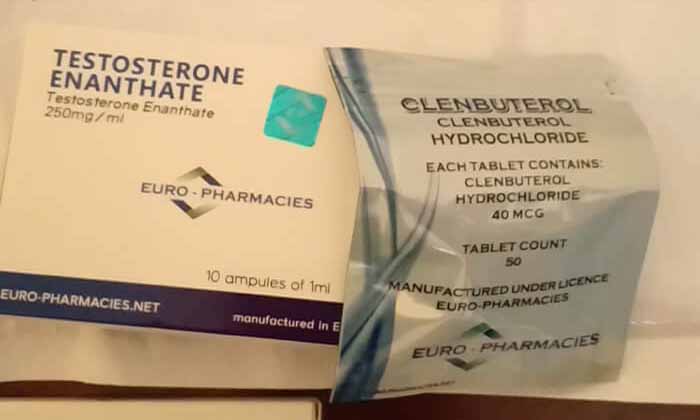 TESTOSTERONE
ENANTHATE
Testosterone Enanthate
250mg/ml
EURO-PHARMACIES
10 ampules of 1ml
EURO-PHARMACIES.NET
manufactured in E
CLENBUTEROL
CLENBUTEROL
HYDROCHLORIDE
EACH TABLET CONTAINS:
CLENBUTEROL
HYDROCHLORIDE
40 MCG
TABLET COUNT
50
MANUFACTURED UNDER LICENCE
EURO-PHARMACIES
EURO-PHARMACIES